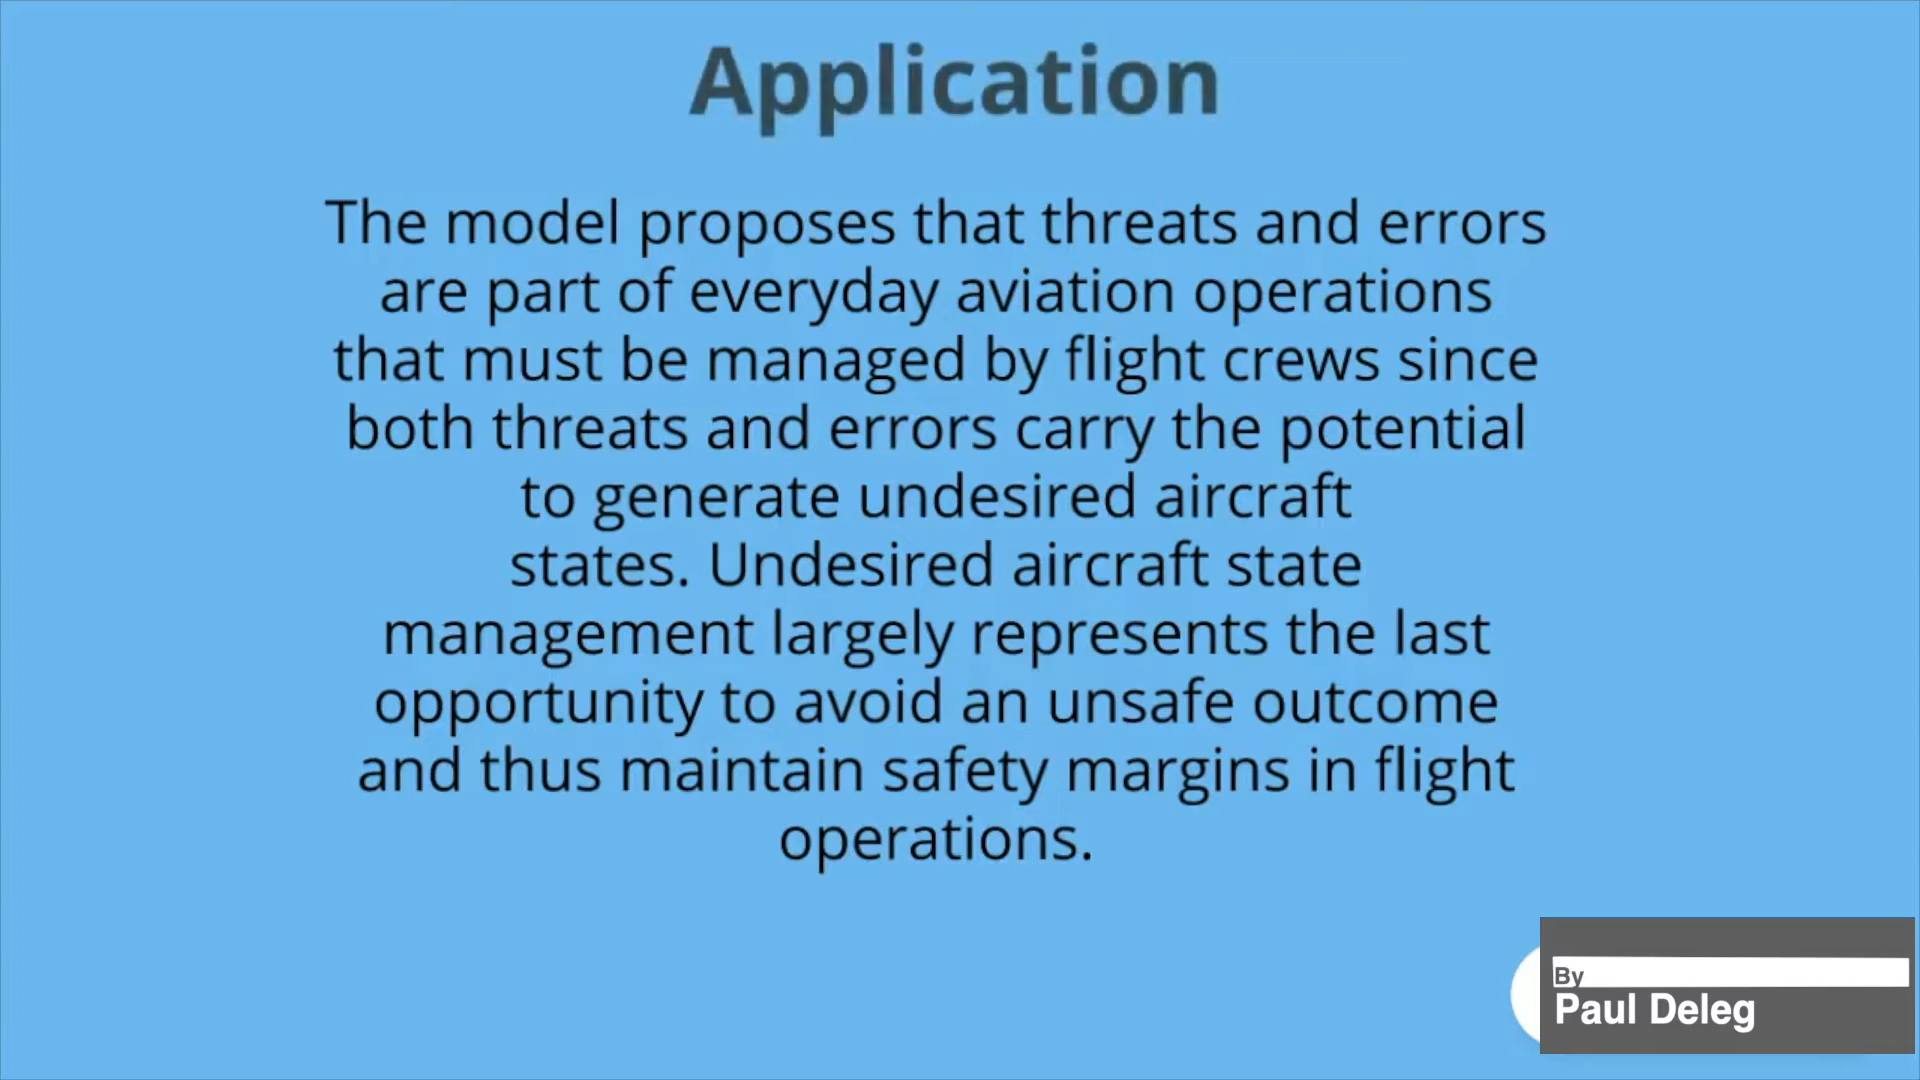 Application
The model proposes that threats and errors
are part of everyday aviation operations
that must be managed by flight crews since
both threats and errors carry the potential
to generate undesired aircraft
states. Undesired aircraft state
management largely represents the last
opportunity to avoid an unsafe outcome
and thus maintain safety margins in flight
operations.
By
Paul Deleg